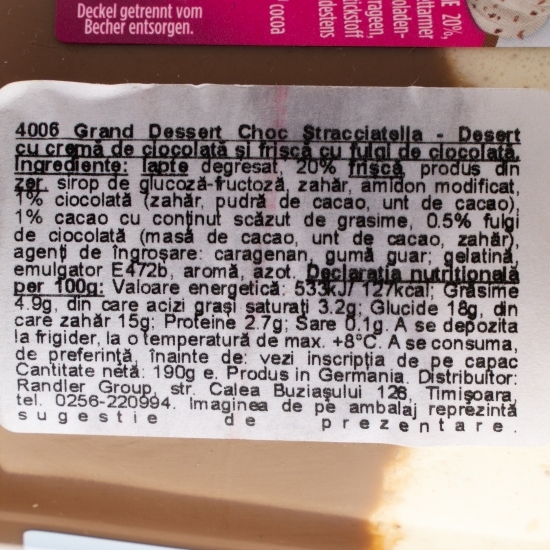 Deckel getrennt vom
Becher entsorgen.
4006 Grand Dessert Choc Stracciatella - Desert
cu cremă de ciocolată și frișcă cu fulgi de ciocolată.
Ingrediente: lapte degresat, 20% frișcă produs din
zer, sirop de glucoză-fructoză, zahăr, amidon modificat,
1% ciocolată (zahăr, pudră de cacao, unt de cacao),
1% cacao cu conținut scăzut de grasime, 0.5% fulgi
de ciocolată (masă de cacao, unt de cacao, zahăr),
agenți de îngroșare: caragenan, gumă guar; gelatină,
emulgator E472b, aromă, azot. Declarația nutrițională
per 100g: Valoare energetică: 533kJ/ 127kcal; Grăsime
4.9g, din care acizi grași saturați 3.2g; Glucide 18g, din
care zahăr 15g; Proteine 2.7g; Sare 0.1g. A se depozita
la frigider, la o temperatură de max. +8°C. A se consuma,
de preferință, înainte de: vezi inscripția de pe capac
Cantitate netă: 190g e. Produs in Germania. Distribuitor:
Randler Group, str. Calea Buziașului 126, Timișoara,
tel. 0256-220994. Imaginea de pe ambalaj reprezintă
sugestie de prezentare.
cocoa
20%,